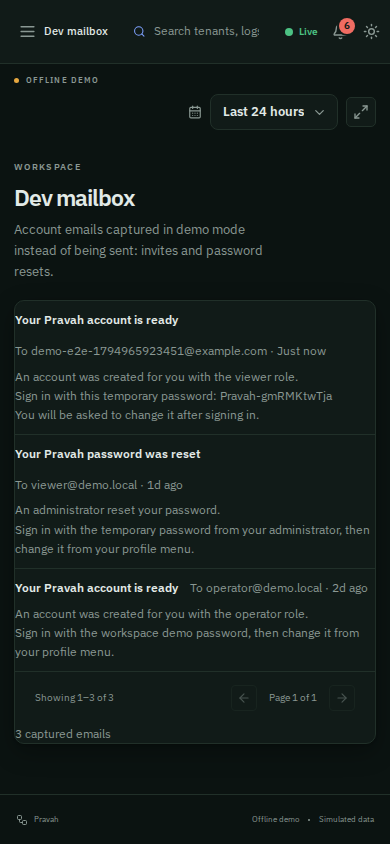 Dev mailbox
Search tenants, log
Live
6
OFFLINE DEMO
Last 24 hours
WORKSPACE
Dev mailbox
Account emails captured in demo mode
instead of being sent: invites and password
resets.
Your Pravah account is ready
To demo-e2e-1794965923451@example.com · Just now
An account was created for you with the viewer role.
Sign in with this temporary password: Pravah-gmRMKtwTja
You will be asked to change it after signing in.
Your Pravah password was reset
To viewer@demo.local · 1d ago
An administrator reset your password.
Sign in with the temporary password from your administrator, then
change it from your profile menu.
Your Pravah account is ready To operator@demo.local · 2d ago
An account was created for you with the operator role.
Sign in with the workspace demo password, then change it from
your profile menu.
Showing 1–3 of 3
Page 1 of 1
3 captured emails
Pravah
Offline demo • Simulated data